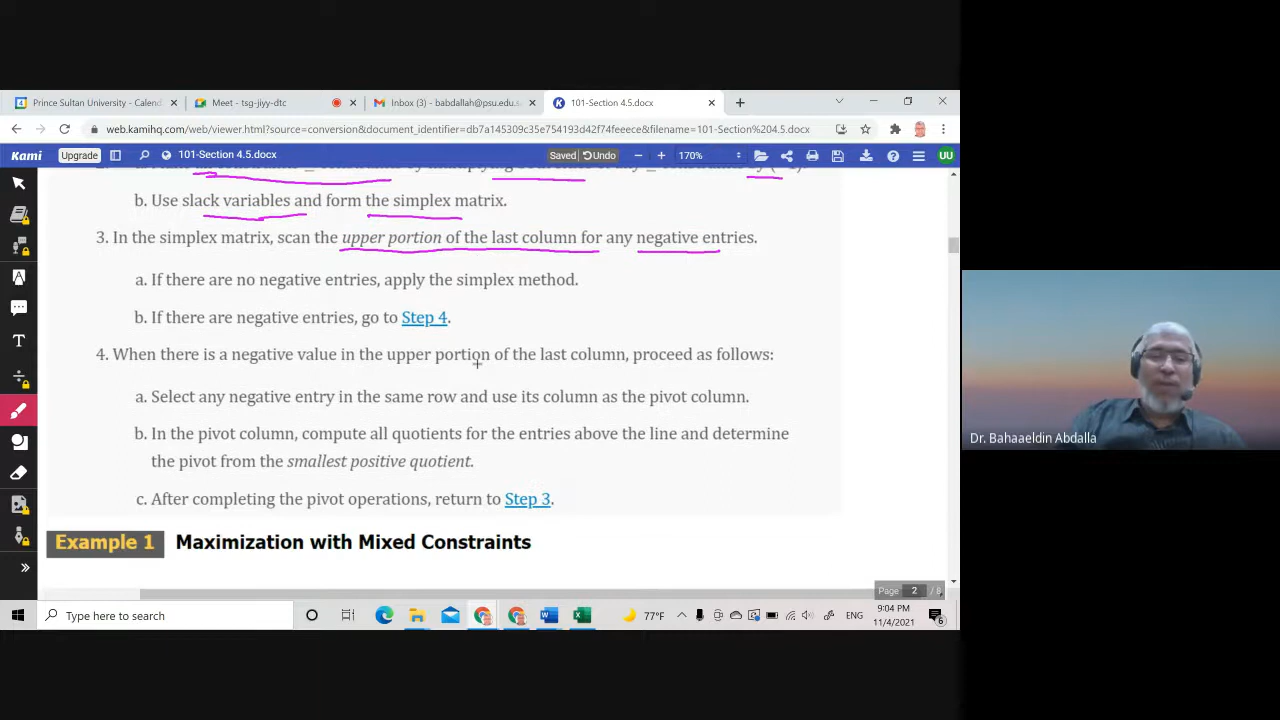 Prince Sultan University - Calend
Meet - tsg-jiyy-dtc
Inbox (3) - babdallah@psu.edu.s
101-Section 4.5.docx
web.kamihq.com/web/viewer.html?source=conversion&document_identifier=db7a145309c35e754193d42f74feeece&filename=101-Section%204.5.docx
Kami
Upgrade
101-Section 4.5.docx
Saved
Undo
170%
UU
b. Use slack variables and form the simplex matrix.
3. In the simplex matrix, scan the upper portion of the last column for any negative entries.
a. If there are no negative entries, apply the simplex method.
b. If there are negative entries, go to Step 4.
4. When there is a negative value in the upper portion of the last column, proceed as follows:
a. Select any negative entry in the same row and use its column as the pivot column.
b. In the pivot column, compute all quotients for the entries above the line and determine
the pivot from the smallest positive quotient.
c. After completing the pivot operations, return to Step 3.
Example 1 Maximization with Mixed Constraints
Page 2 / 8
Dr. Bahaaeldin Abdalla
Type here to search
77°F
ENG
9:04 PM
11/4/2021
6